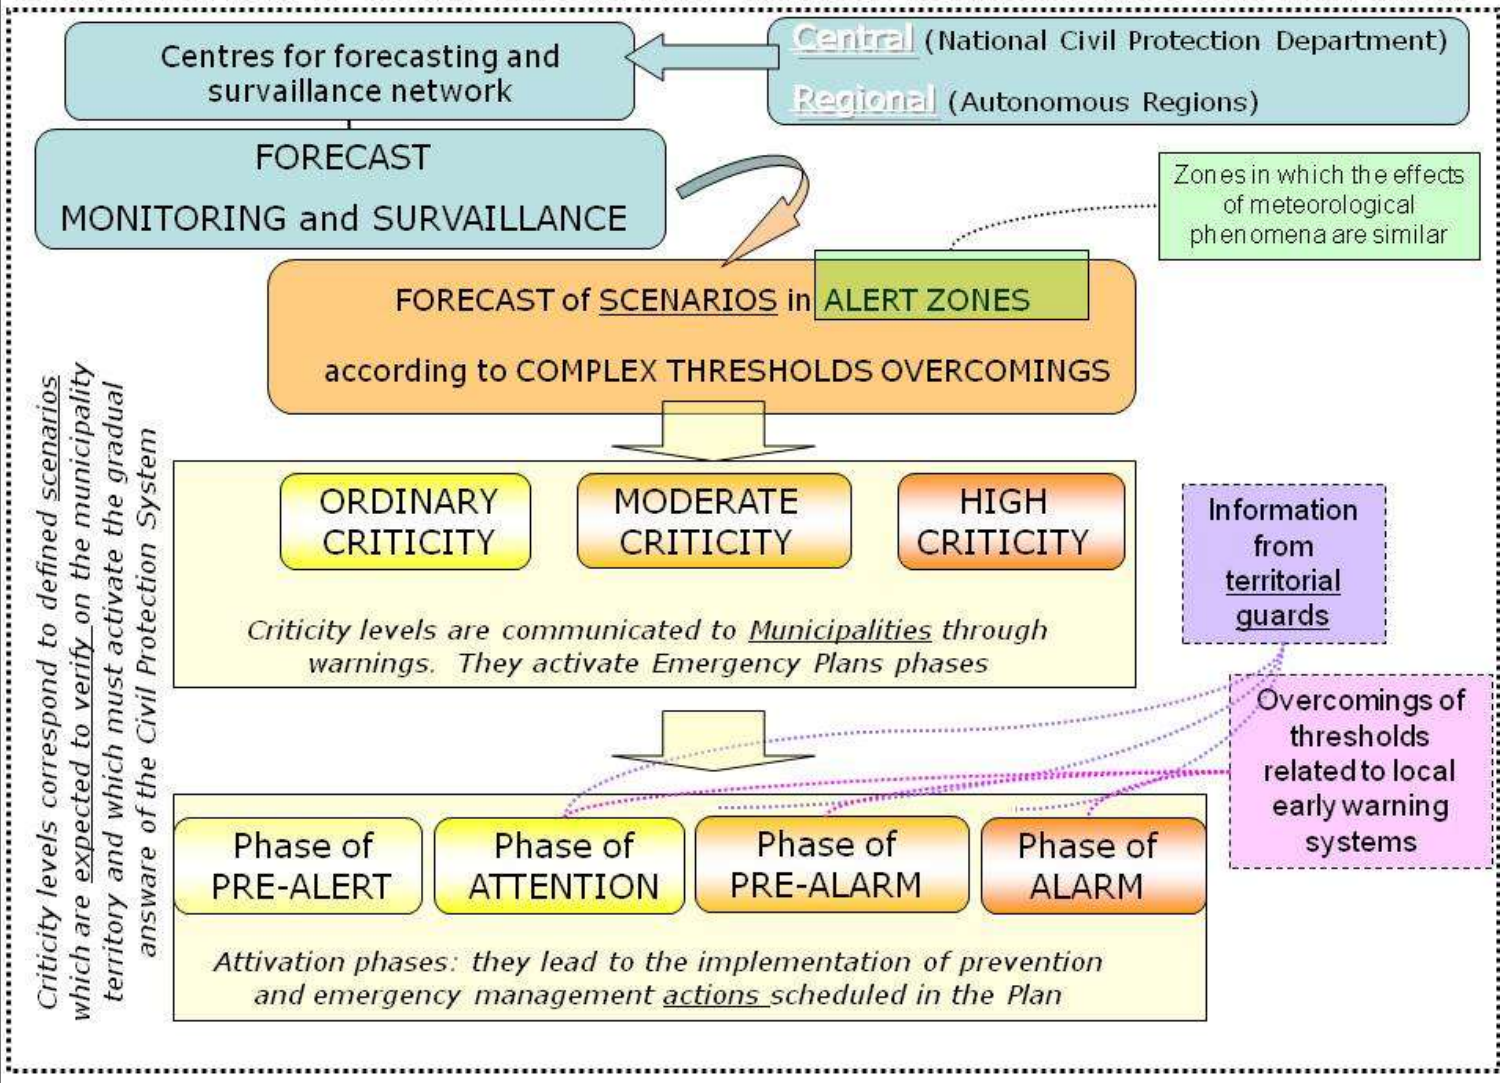 Centres for forecasting and
survaillance network
Central (National Civil Protection Department)
Regional (Autonomous Regions)
FORECAST
MONITORING and SURVAILLANCE
Zones in which the effects
of meteorological
phenomena are similar
FORECAST of SCENARIOS in ALERT ZONES
according to COMPLEX THRESHOLDS OVERCOMINGS
Criticity levels correspond to defined scenarios
which are expected to verify on the municipality
territory and which must activate the gradual
answare of the Civil Protection System
ORDINARY
CRITICITY
MODERATE
CRITICITY
HIGH
CRITICITY
Criticity levels are communicated to Municipalities through
warnings. They activate Emergency Plans phases
Information
from
territorial
guards
Overcomings of
thresholds
related to local
early warning
systems
Phase of
PRE-ALERT
Phase of
ATTENTION
Phase of
PRE-ALARM
Phase of
ALARM
Attivation phases: they lead to the implementation of prevention
and emergency management actions scheduled in the Plan